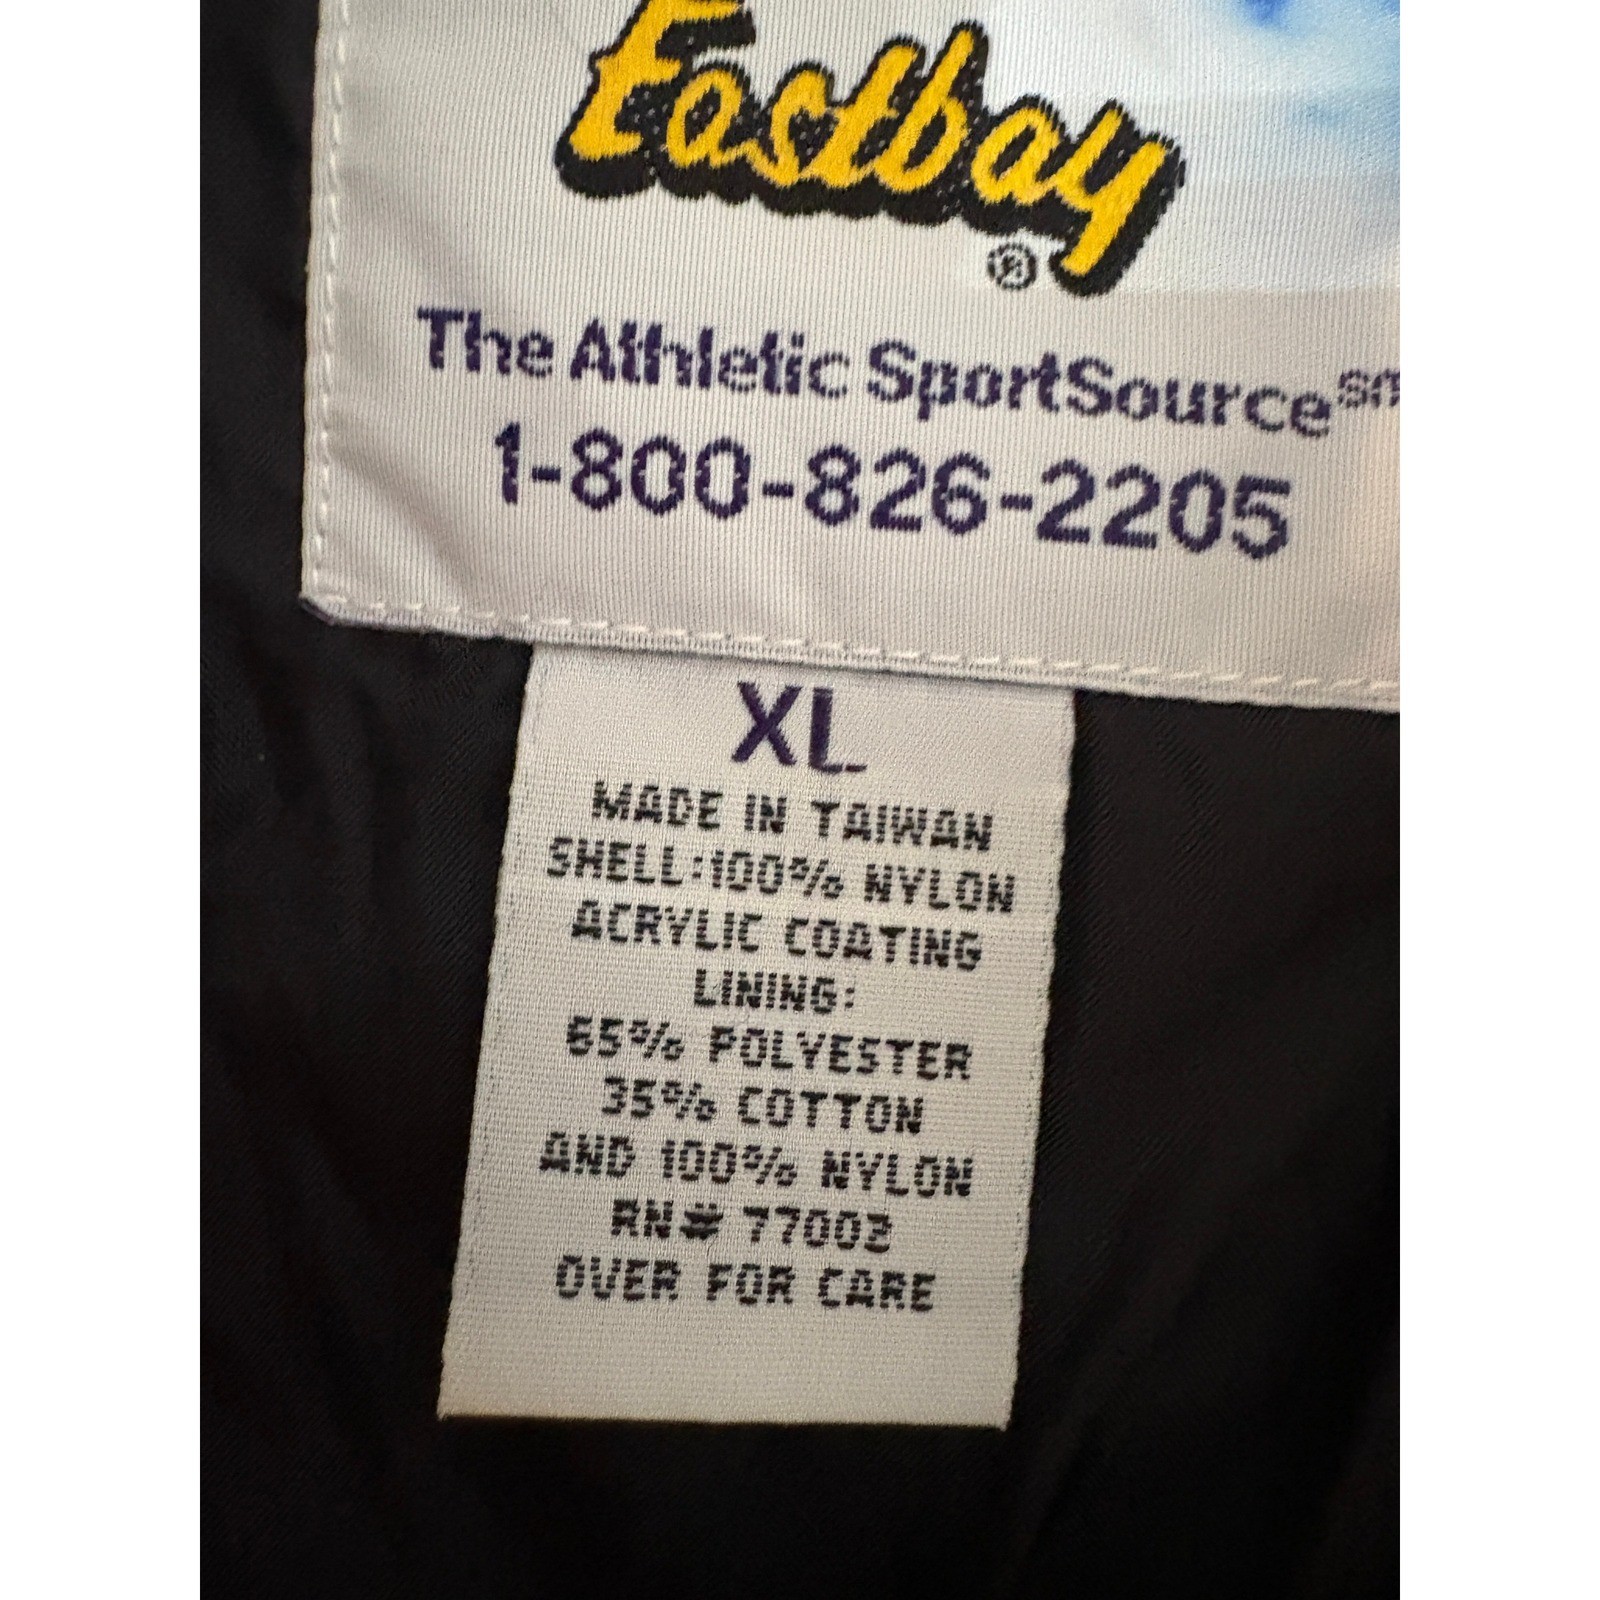 Eastbay
®
The Athletic SportSource℠
1-800-826-2205
XL
MADE IN TAIWAN
SHELL:100% NYLON
ACRYLIC COATING
LINING:
65% POLYESTER
35% COTTON
AND 100% NYLON
RN# 77002
OVER FOR CARE